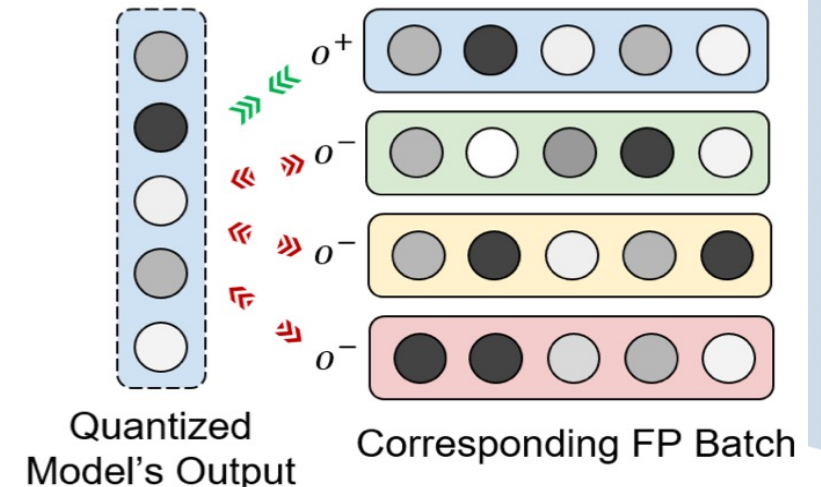 o⁺
o⁻
o⁻
o⁻
Quantized
Model's Output
Corresponding FP Batch